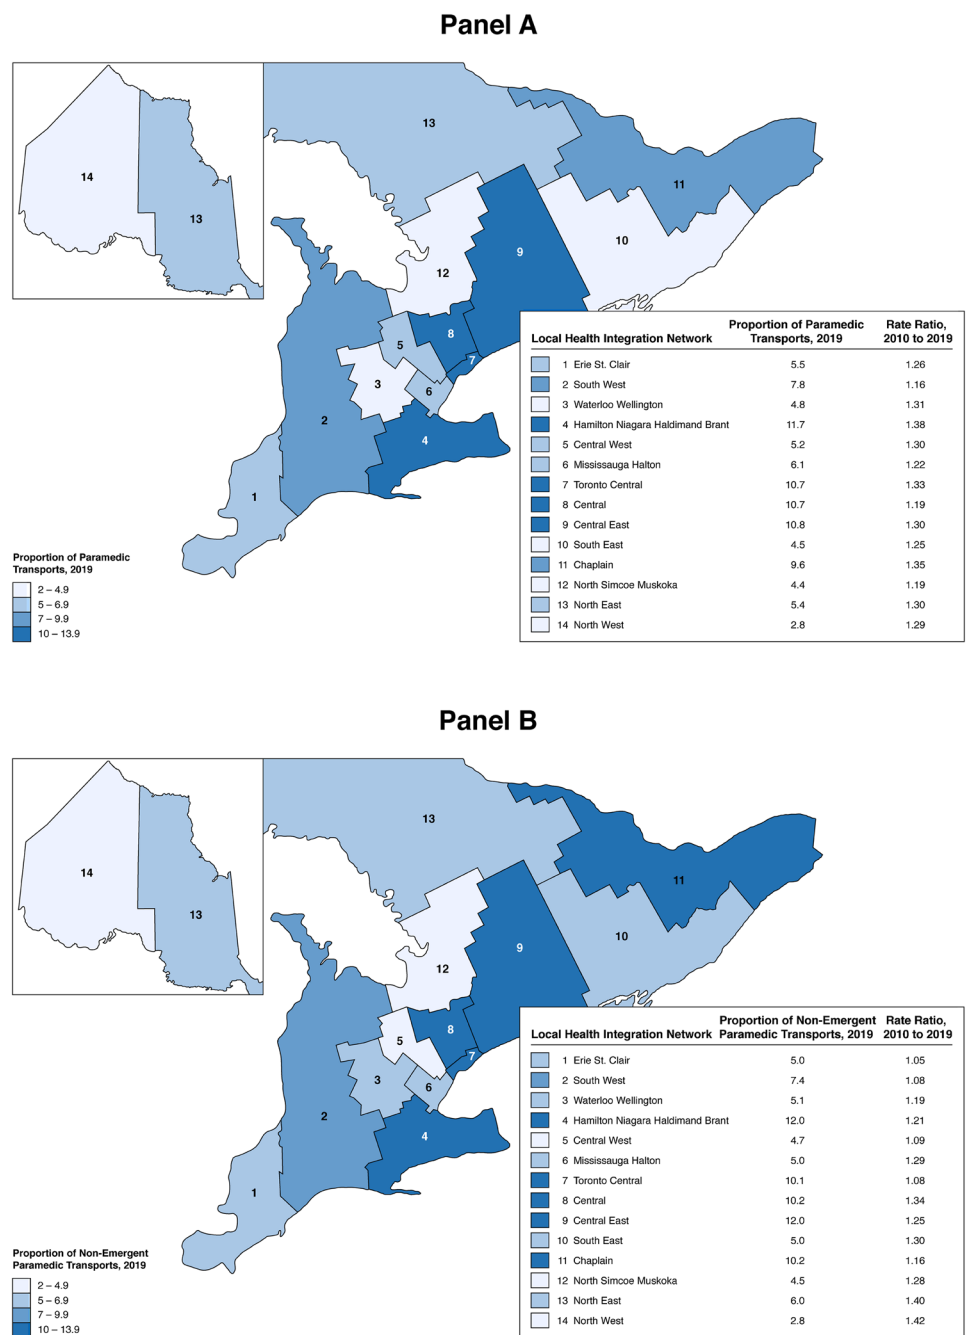 Panel A
14
13
13
11
10
9
12
8
7
5
6
3
4
2
1
Local Health Integration Network Proportion of Paramedic Transports, 2019 Rate Ratio, 2010 to 2019
1 Erie St. Clair 5.5 1.26
2 South West 7.8 1.16
3 Waterloo Wellington 4.8 1.31
4 Hamilton Niagara Haldimand Brant 11.7 1.38
5 Central West 5.2 1.30
6 Mississauga Halton 6.1 1.22
7 Toronto Central 10.7 1.33
8 Central 10.7 1.19
9 Central East 10.8 1.30
10 South East 4.5 1.25
11 Chaplain 9.6 1.35
12 North Simcoe Muskoka 4.4 1.19
13 North East 5.4 1.30
14 North West 2.8 1.29
Proportion of Paramedic
Transports, 2019
2 – 4.9
5 – 6.9
7 – 9.9
10 – 13.9
Panel B
14
13
13
11
10
9
12
8
7
5
6
3
4
2
1
Local Health Integration Network Proportion of Non-Emergent Paramedic Transports, 2019 Rate Ratio, 2010 to 2019
1 Erie St. Clair 5.0 1.05
2 South West 7.4 1.08
3 Waterloo Wellington 5.1 1.19
4 Hamilton Niagara Haldimand Brant 12.0 1.21
5 Central West 4.7 1.09
6 Mississauga Halton 5.0 1.29
7 Toronto Central 10.1 1.08
8 Central 10.2 1.34
9 Central East 12.0 1.25
10 South East 5.0 1.30
11 Chaplain 10.2 1.16
12 North Simcoe Muskoka 4.5 1.28
13 North East 6.0 1.40
14 North West 2.8 1.42
Proportion of Non-Emergent
Paramedic Transports, 2019
2 – 4.9
5 – 6.9
7 – 9.9
10 – 13.9